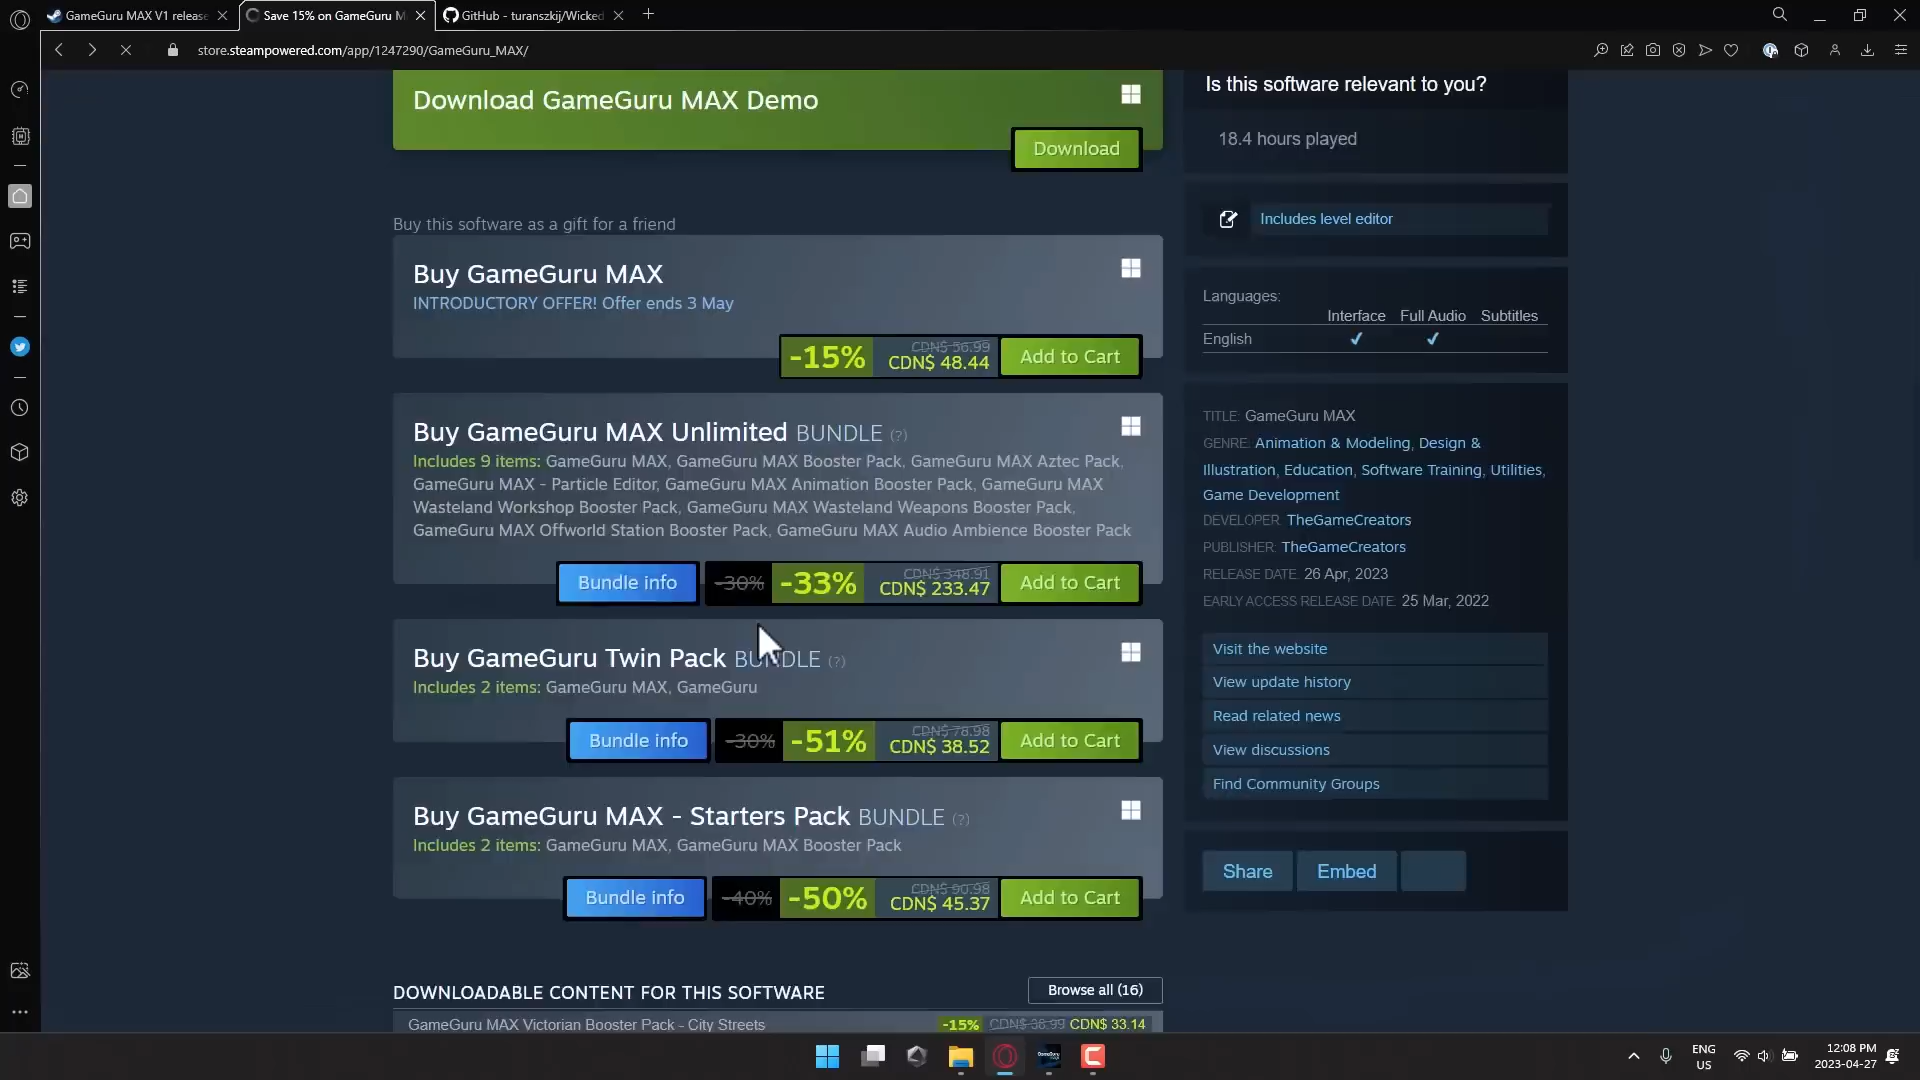 GameGuru MAX V1 release
Save 15% on GameGuru M
GitHub - turanszkij/Wicked
store.steampowered.com/app/1247290/GameGuru_MAX/
Download GameGuru MAX Demo
Download
Buy this software as a gift for a friend
Buy GameGuru MAX
INTRODUCTORY OFFER! Offer ends 3 May
-15%
CDN$ 56.99
CDN$ 48.44
Add to Cart
Buy GameGuru MAX Unlimited BUNDLE (?)
Includes 9 items: GameGuru MAX, GameGuru MAX Booster Pack, GameGuru MAX Aztec Pack,
GameGuru MAX - Particle Editor, GameGuru MAX Animation Booster Pack, GameGuru MAX
Wasteland Workshop Booster Pack, GameGuru MAX Wasteland Weapons Booster Pack,
GameGuru MAX Offworld Station Booster Pack, GameGuru MAX Audio Ambience Booster Pack
Bundle info
-30%
-33%
CDN$ 348.91
CDN$ 233.47
Add to Cart
Buy GameGuru Twin Pack BUNDLE (?)
Includes 2 items: GameGuru MAX, GameGuru
Bundle info
-30%
-51%
CDN$ 78.98
CDN$ 38.52
Add to Cart
Buy GameGuru MAX - Starters Pack BUNDLE (?)
Includes 2 items: GameGuru MAX, GameGuru MAX Booster Pack
Bundle info
-40%
-50%
CDN$ 90.98
CDN$ 45.37
Add to Cart
DOWNLOADABLE CONTENT FOR THIS SOFTWARE
Browse all (16)
GameGuru MAX Victorian Booster Pack - City Streets
-15% CDN$ 38.99 CDN$ 33.14
Is this software relevant to you?
18.4 hours played
Includes level editor
Languages:
Interface Full Audio Subtitles
English ✔ ✔
TITLE: GameGuru MAX
GENRE: Animation & Modeling, Design &
Illustration, Education, Software Training, Utilities,
Game Development
DEVELOPER: TheGameCreators
PUBLISHER: TheGameCreators
RELEASE DATE: 26 Apr, 2023
EARLY ACCESS RELEASE DATE: 25 Mar, 2022
Visit the website
View update history
Read related news
View discussions
Find Community Groups
Share
Embed
ENG
US
12:08 PM
2023-04-27